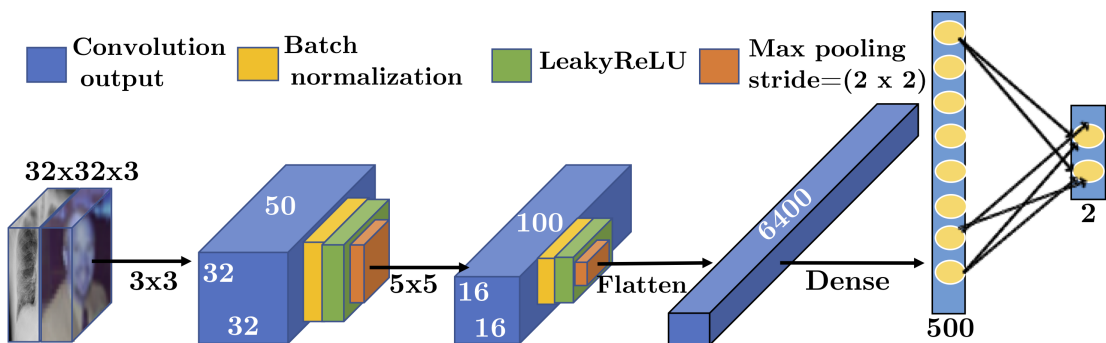 Convolution
output
Batch
normalization
LeakyReLU
Max pooling
stride=(2 x 2)
32x32x3
3x3
50
32
32
5x5
100
16
16
Flatten
6400
Dense
500
2